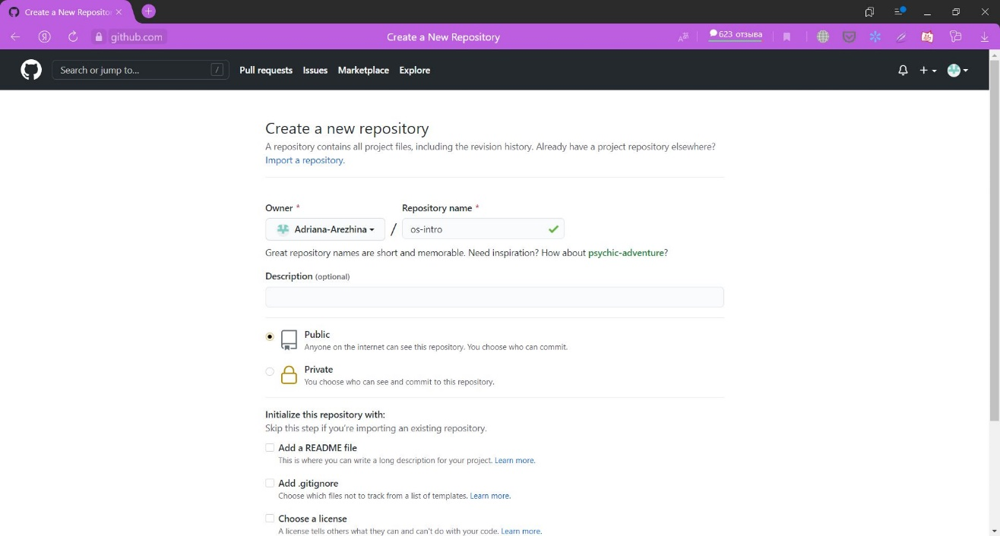 Create a New Repositor
github.com
Create a New Repository
623 отзыва
Search or jump to...
/
Pull requests
Issues
Marketplace
Explore
Create a new repository
A repository contains all project files, including the revision history. Already have a project repository elsewhere?
Import a repository.
Owner *
Repository name *
Adriana-Arezhina
/
os-intro
Great repository names are short and memorable. Need inspiration? How about psychic-adventure?
Description (optional)
Public
Anyone on the internet can see this repository. You choose who can commit.
Private
You choose who can see and commit to this repository.
Initialize this repository with:
Skip this step if you're importing an existing repository.
Add a README file
This is where you can write a long description for your project. Learn more.
Add .gitignore
Choose which files not to track from a list of templates. Learn more.
Choose a license
A license tells others what they can and can't do with your code. Learn more.